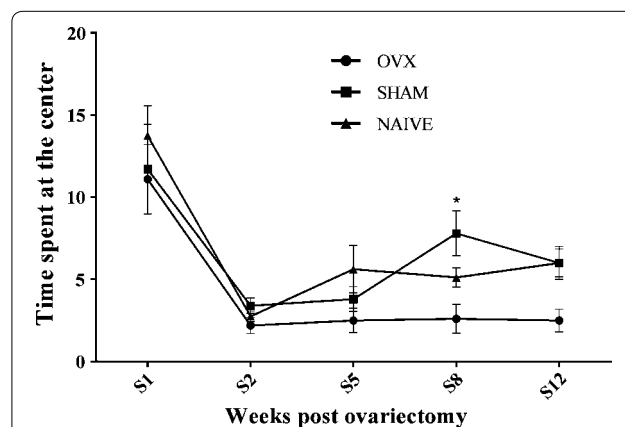 20
15
10
5
0
Time spent at the center
OVX
SHAM
NAIVE
*
S1
S2
S5
S8
S12
Weeks post ovariectomy